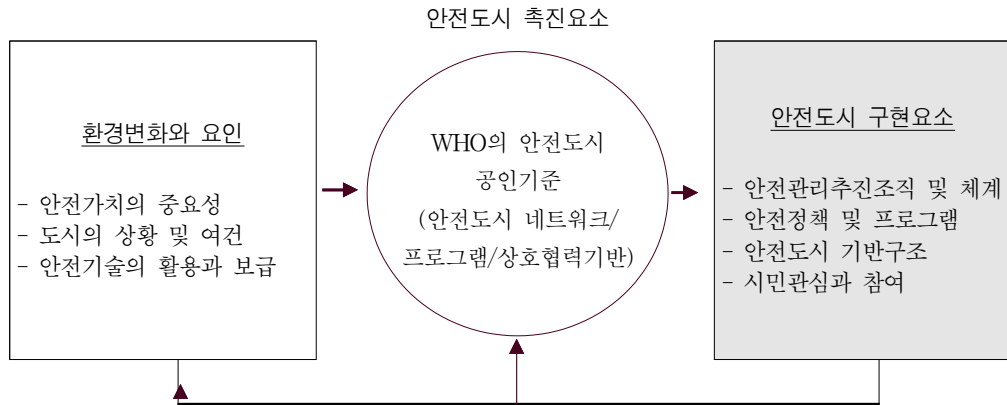 안전도시 촉진요소
환경변화와 요인
- 안전가치의 중요성
- 도시의 상황 및 여건
- 안전기술의 활용과 보급
WHO의 안전도시
공인기준
(안전도시 네트워크/
프로그램/상호협력기반)
안전도시 구현요소
- 안전관리추진조직 및 체계
- 안전정책 및 프로그램
- 안전도시 기반구조
- 시민관심과 참여